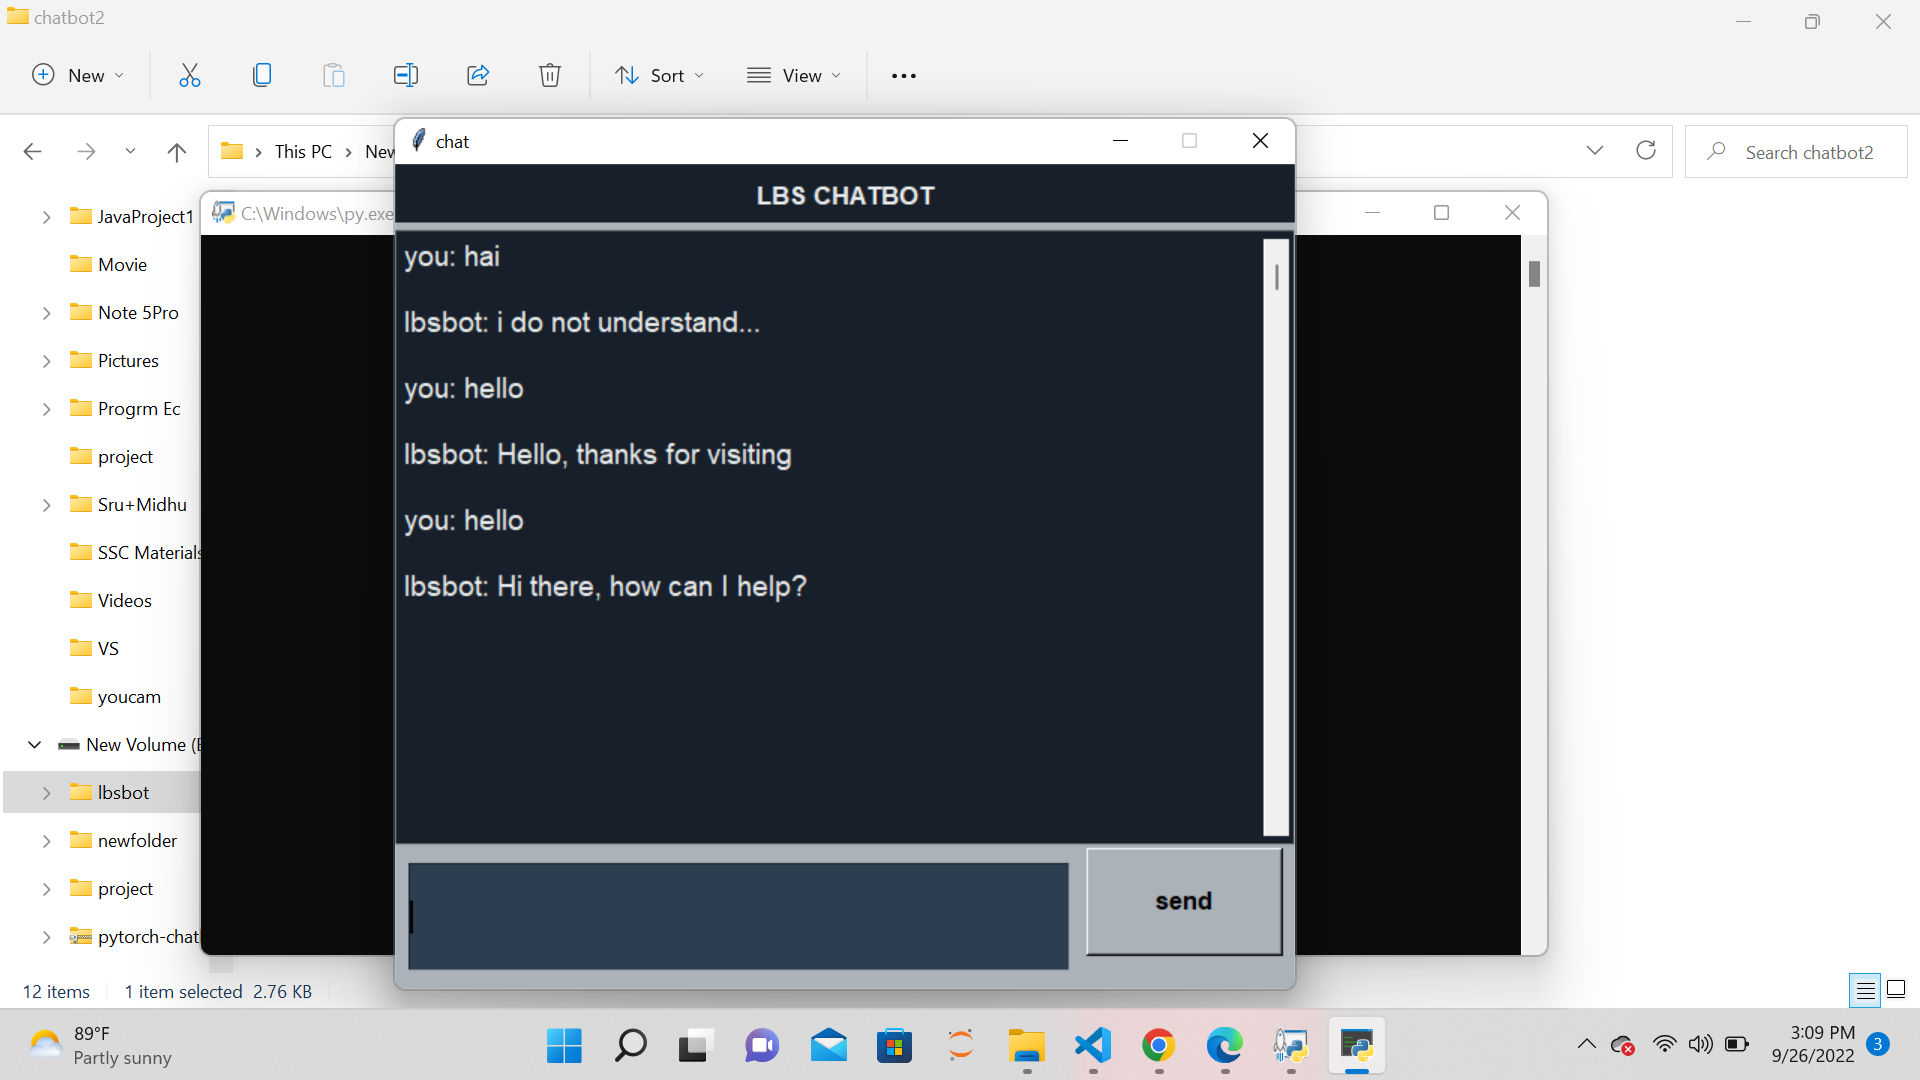 chatbot2
New
Sort
View
This PC
New
Search chatbot2
chat
C:\Windows\py.exe
LBS CHATBOT
you: hai
lbsbot: i do not understand...
you: hello
lbsbot: Hello, thanks for visiting
you: hello
lbsbot: Hi there, how can I help?
send
JavaProject1
Movie
Note 5Pro
Pictures
Progrm Ec
project
Sru+Midhu
SSC Materials
Videos
VS
youcam
New Volume (E
lbsbot
newfolder
project
pytorch-chat
12 items 1 item selected 2.76 KB
89°F
Partly sunny
3:09 PM
9/26/2022
3